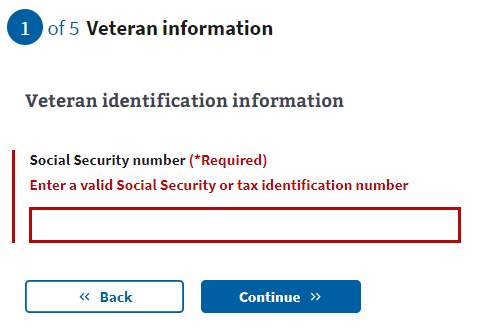 1 of 5 Veteran information
Veteran identification information
Social Security number (*Required)
Enter a valid Social Security or tax identification number
« Back
Continue »